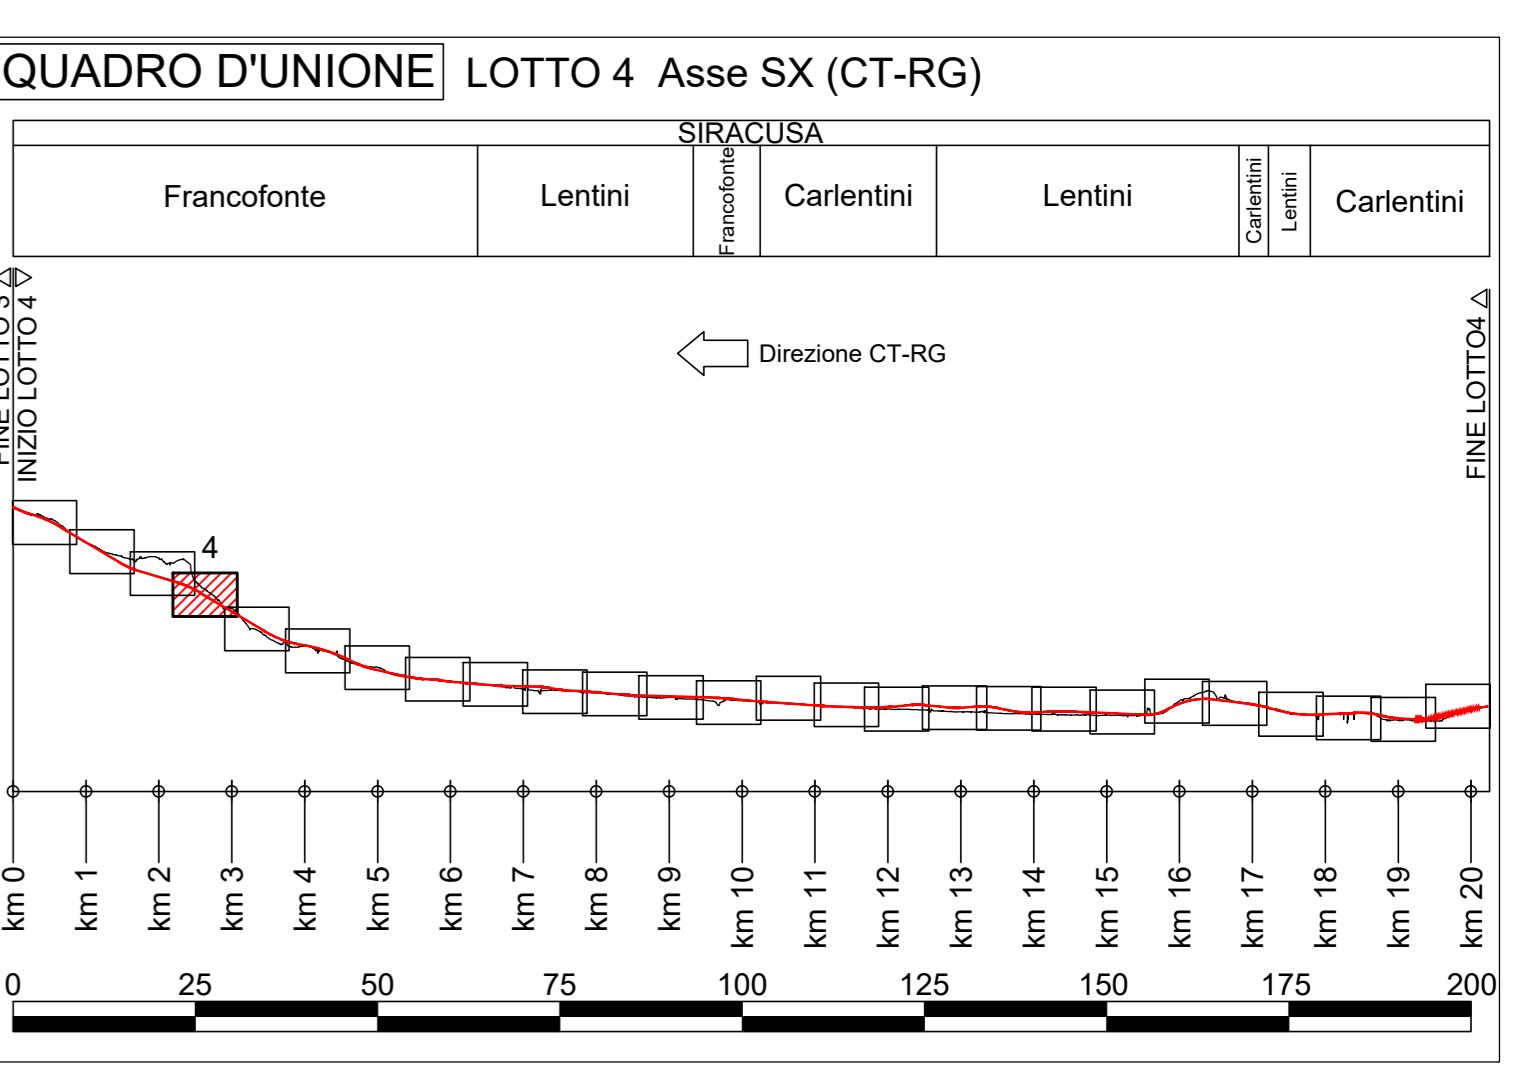 QUADRO D'UNIONE LOTTO 4 Asse SX (CT-RG)
SIRACUSA
Francofonte Lentini Francofonte Carlentini Lentini Carlentini Lentini Carlentini
FINE LOTTO 3
INIZIO LOTTO 4
FINE LOTTO4
Direzione CT-RG
4
km 0 km 1 km 2 km 3 km 4 km 5 km 6 km 7 km 8 km 9 km 10 km 11 km 12 km 13 km 14 km 15 km 16 km 17 km 18 km 19 km 20
0 25 50 75 100 125 150 175 200